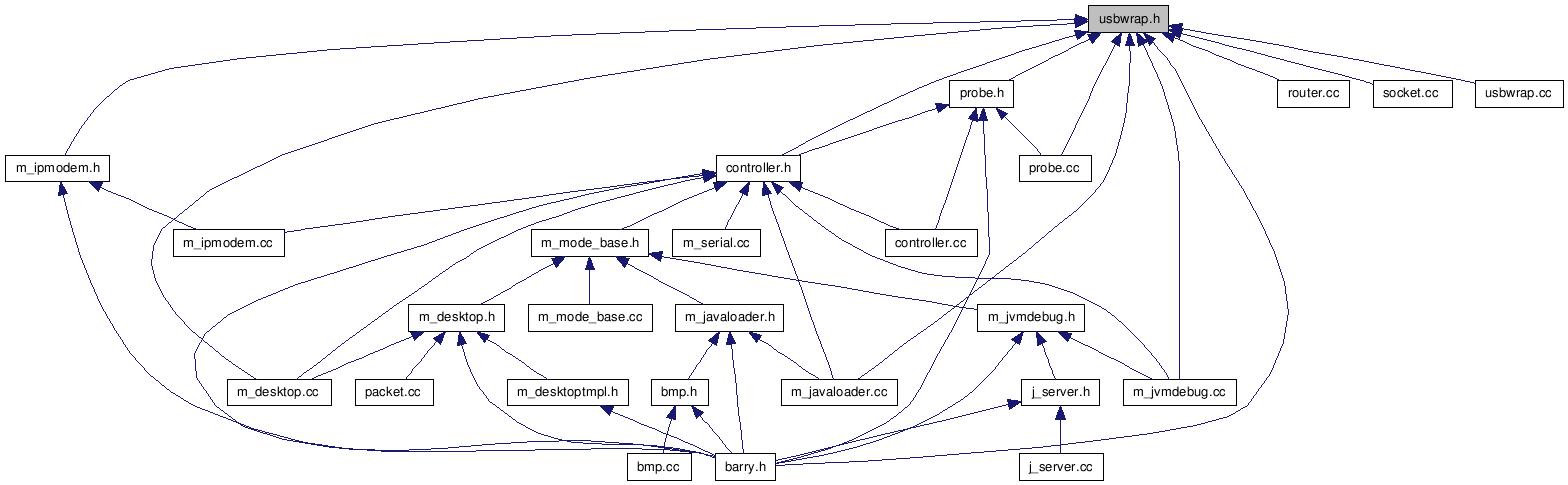 usbwrap.h
probe.h
router.cc
socket.cc
usbwrap.cc
m_ipmodem.h
controller.h
probe.cc
m_ipmodem.cc
m_mode_base.h
m_serial.cc
controller.cc
m_desktop.h
m_mode_base.cc
m_javaloader.h
m_jvmdebug.h
m_desktop.cc
packet.cc
m_desktoptmpl.h
bmp.h
m_javaloader.cc
j_server.h
m_jvmdebug.cc
bmp.cc
barry.h
j_server.cc